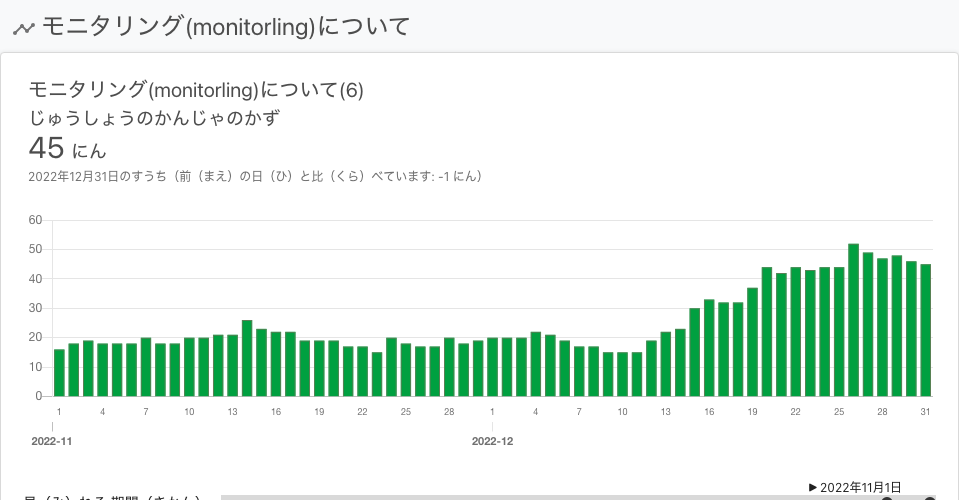 モニタリング(monitorling)について
モニタリング(monitorling)について(6)
じゅうしょうのかんじゃのかず
45 にん
2022年12月31日のすうち（前（まえ）の日（ひ）と比（くら）べています: -1 にん）
60
50
40
30
20
10
0
1 4 7 10 13 16 19 22 25 28 1 4 7 10 13 16 19 22 25 28 31
2022-11 2022-12
2022年11月1日